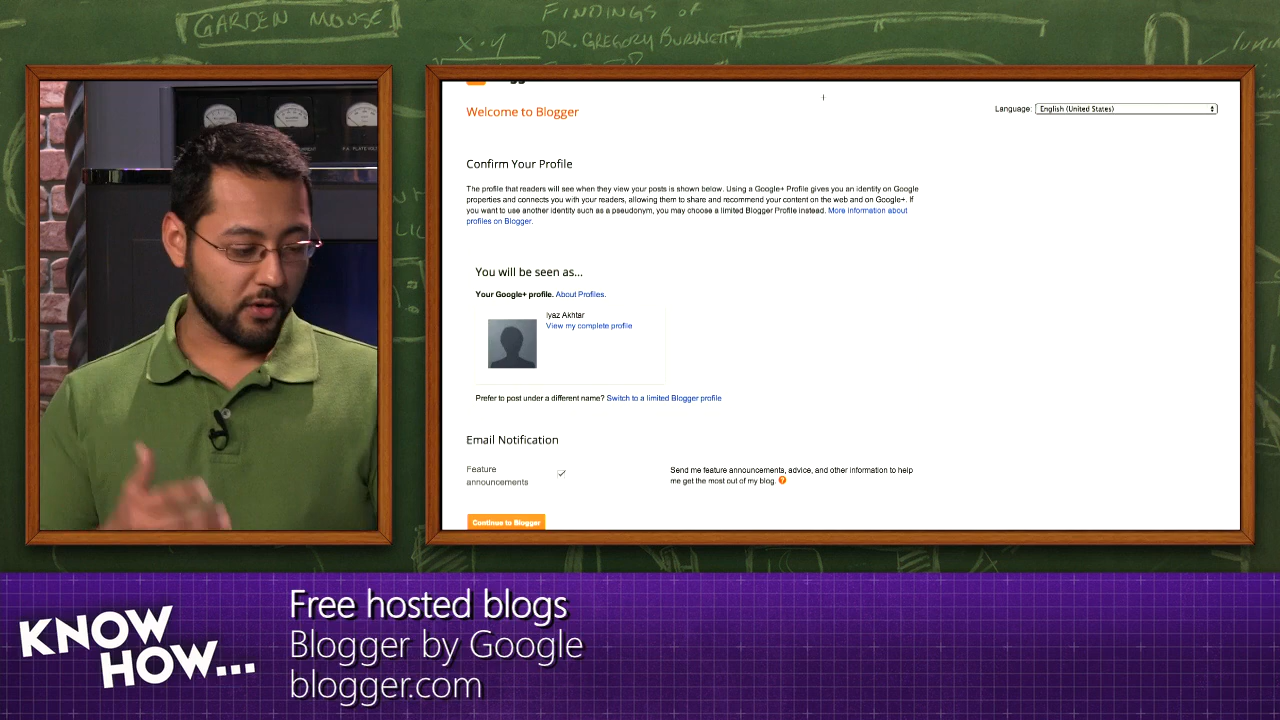 GARDEN MOUSE
FINDINGS OF
DR. GREGORY BURNETT
x·y
Welcome to Blogger
Language: English (United States)
Confirm Your Profile
The profile that readers will see when they view your posts is shown below. Using a Google+ Profile gives you an identity on Google
properties and connects you with your readers, allowing them to share and recommend your content on the web and on Google+. If
you want to use another identity such as a pseudonym, you may choose a limited Blogger Profile instead. More information about
profiles on Blogger.
You will be seen as...
Your Google+ profile. About Profiles.
Iyaz Akhtar
View my complete profile
Prefer to post under a different name? Switch to a limited Blogger profile
Email Notification
Feature
announcements
Send me feature announcements, advice, and other information to help
me get the most out of my blog. ?
Continue to Blogger
KNOW
HOW...
Free hosted blogs
Blogger by Google
blogger.com